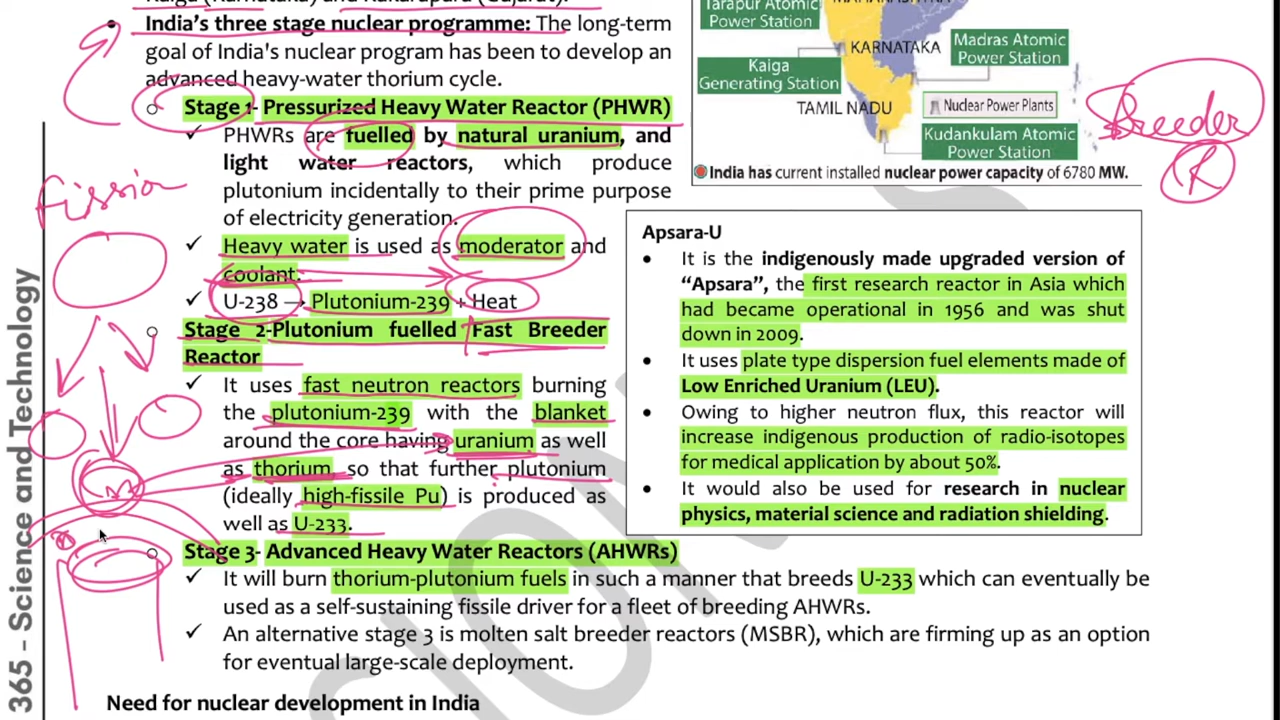 Kaiga (Karnataka) and Kakarapara (Gujarat).
India's three stage nuclear programme: The long-term
goal of India's nuclear program has been to develop an
advanced heavy-water thorium cycle.
Stage 1- Pressurized Heavy Water Reactor (PHWR)
PHWRs are fuelled by natural uranium, and
light water reactors, which produce
plutonium incidentally to their prime purpose
of electricity generation.
Heavy water is used as moderator and
coolant.
U-238 → Plutonium-239 + Heat
Stage 2-Plutonium fuelled Fast Breeder
Reactor
It uses fast neutron reactors burning
the plutonium-239 with the blanket
around the core having uranium as well
as thorium so that further plutonium
(ideally high-fissile Pu) is produced as
well as U-233.
Stage 3- Advanced Heavy Water Reactors (AHWRs)
It will burn thorium-plutonium fuels in such a manner that breeds U-233 which can eventually be
used as a self-sustaining fissile driver for a fleet of breeding AHWRs.
An alternative stage 3 is molten salt breeder reactors (MSBR), which are firming up as an option
for eventual large-scale deployment.
Need for nuclear development in India
Tarapur Atomic
Power Station
MAHARASHTRA
KARNATAKA
Madras Atomic
Power Station
Kaiga
Generating Station
TAMIL NADU
Nuclear Power Plants
Kudankulam Atomic
Power Station
India has current installed nuclear power capacity of 6780 MW.
Breeder
R
Apsara-U
It is the indigenously made upgraded version of
“Apsara”, the first research reactor in Asia which
had became operational in 1956 and was shut
down in 2009.
It uses plate type dispersion fuel elements made of
Low Enriched Uranium (LEU).
Owing to higher neutron flux, this reactor will
increase indigenous production of radio-isotopes
for medical application by about 50%.
It would also be used for research in nuclear
physics, material science and radiation shielding.
fission
365 - Science and Technology